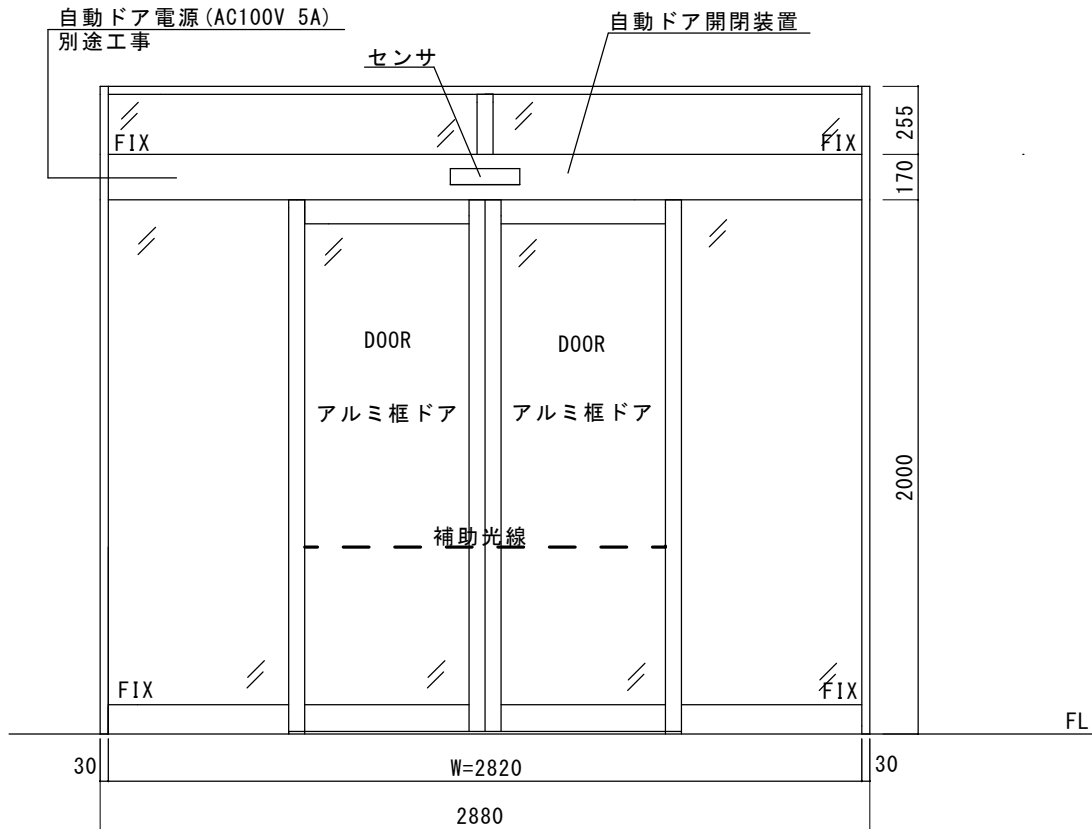 自動ドア電源(AC100V 5A)
別途工事
センサ
自動ドア開閉装置
FIX
FIX
255
170
DOOR
DOOR
アルミ框ドア
アルミ框ドア
2000
補助光線
FIX
FIX
FL
30
W=2820
30
2880